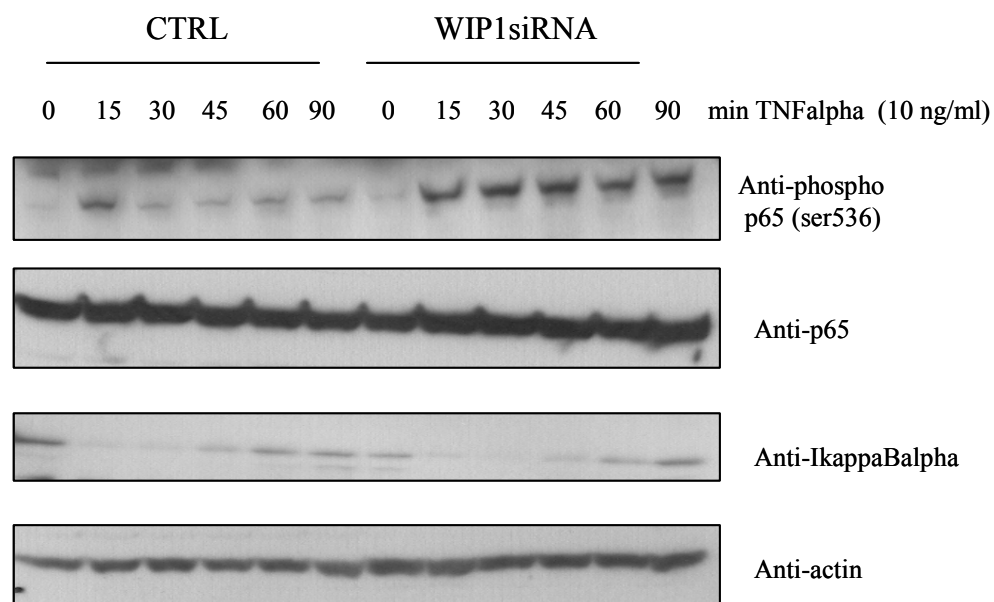 CTRL WIP1siRNA
0 15 30 45 60 90 0 15 30 45 60 90 min TNFalpha (10 ng/ml)
Anti-phospho
p65 (ser536)
Anti-p65
Anti-IkappaBalpha
Anti-actin